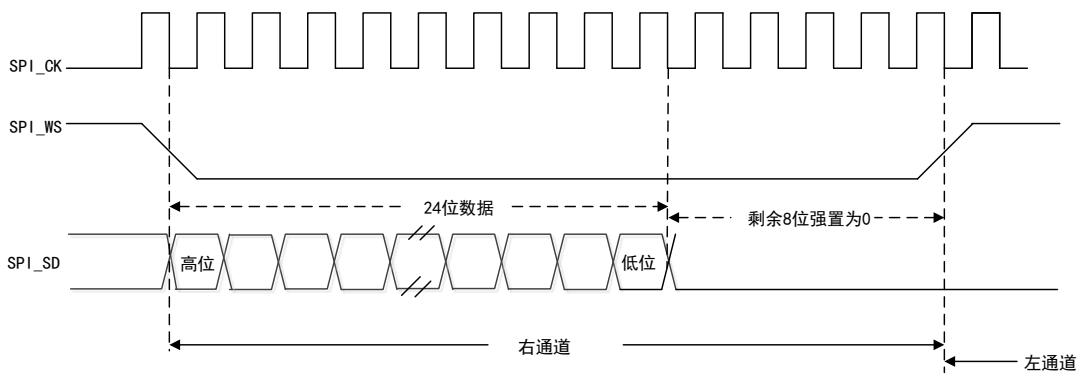 SPI_CK
SPI_WS
24位数据
剩余8位强置为0
SPI_SD
高位
低位
右通道
左通道